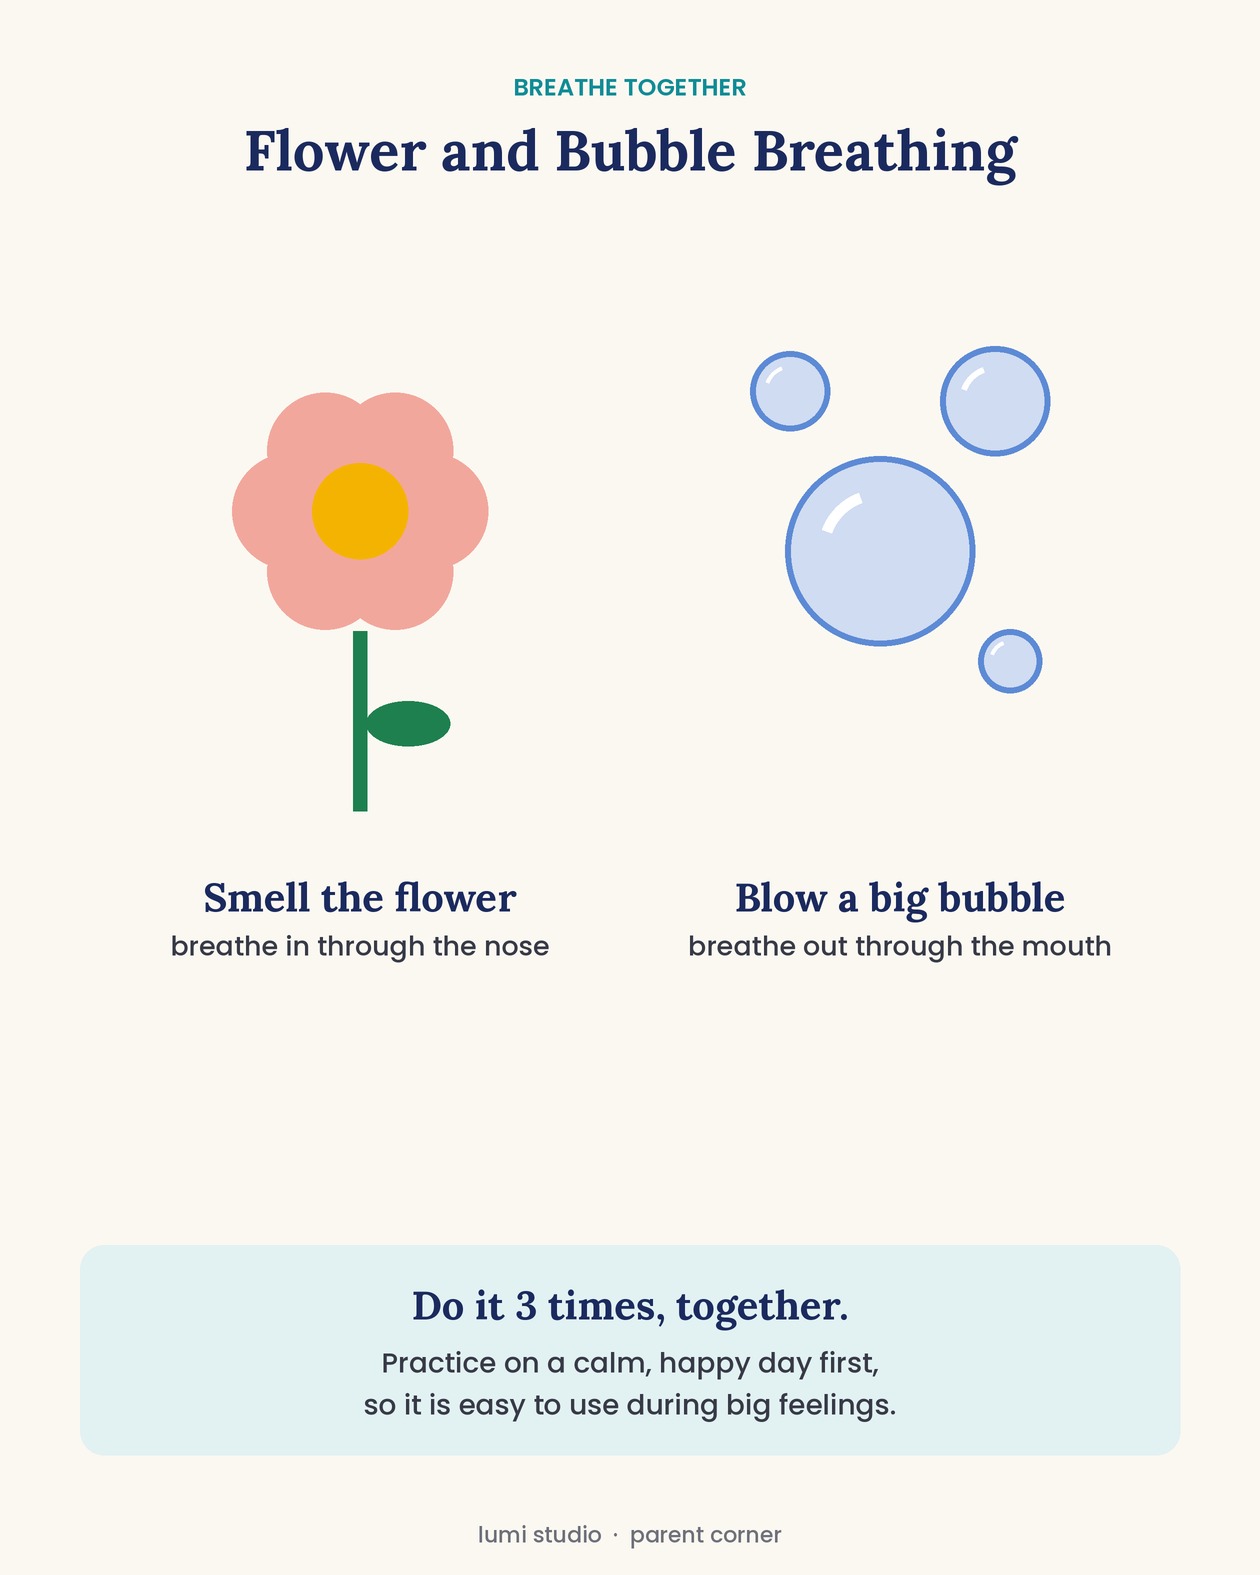 BREATHE TOGETHER
Flower and Bubble Breathing
Smell the flower
breathe in through the nose
Blow a big bubble
breathe out through the mouth
Do it 3 times, together.
Practice on a calm, happy day first,
so it is easy to use during big feelings.
lumi studio · parent corner